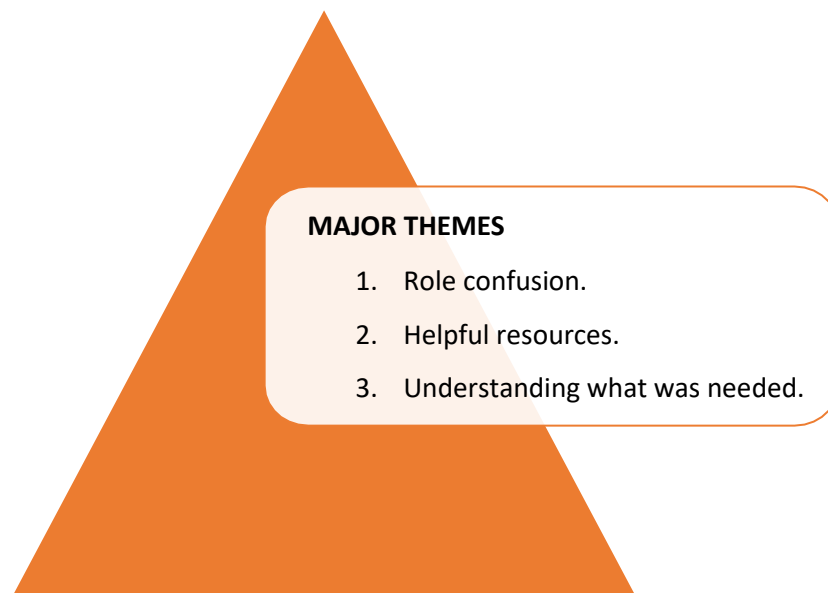 MAJOR THEMES
1. Role confusion.
2. Helpful resources.
3. Understanding what was needed.